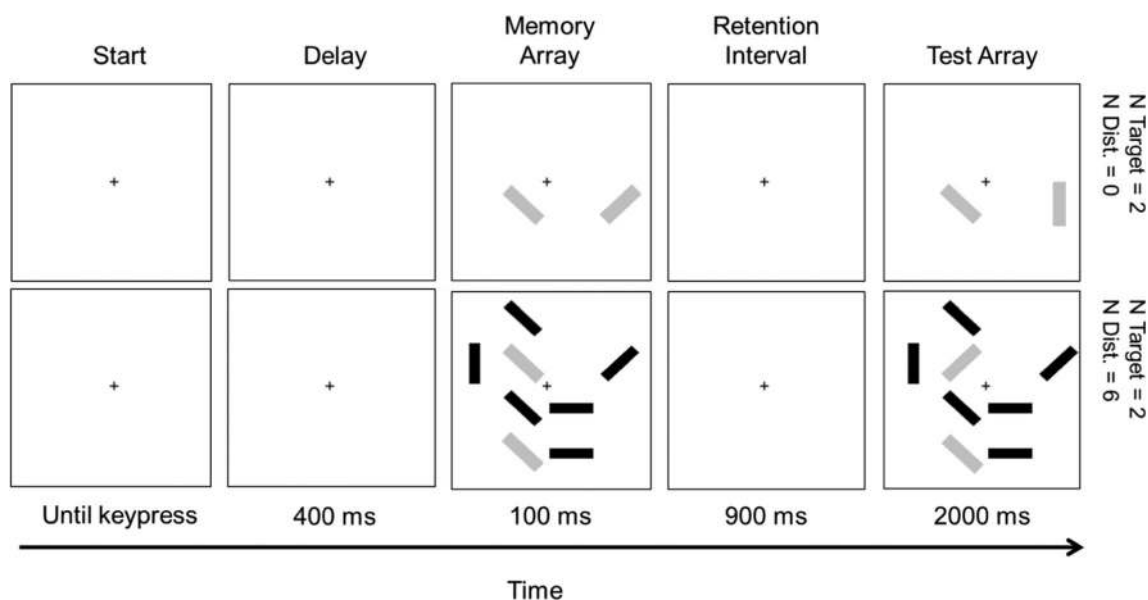 Start
Delay
Memory
Array
Retention
Interval
Test Array
N Target = 2
N Dist. = 0
N Target = 2
N Dist. = 6
Until keypress
400 ms
100 ms
900 ms
2000 ms
Time